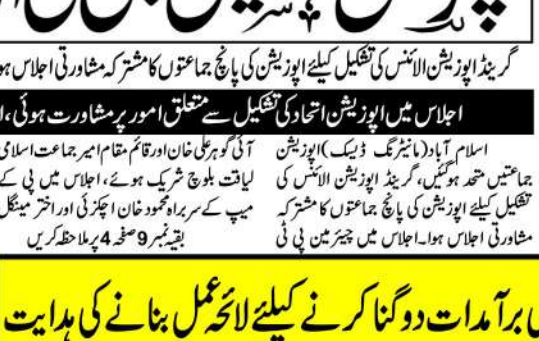 گرینڈ اپوزیشن الائنس کی تشکیل کیلئے اپوزیشن کی پانچ جماعتوں کا مشترکہ مشاورتی اجلاس
اجلاس میں اپوزیشن اتحاد کی تشکیل سے متعلق امور پر مشاورت ہوئی،
اسلام آباد (مانیٹرنگ ڈیسک) اپوزیشن
جماعتیں متحد ہوگئیں، گرینڈ اپوزیشن الائنس کی
تشکیل کیلئے اپوزیشن کی پانچ جماعتوں کا مشترکہ
مشاورتی اجلاس ہوا۔ اجلاس میں چیئرمین پی ٹی
آئی گوہر علی خان اور قائم مقام امیر جماعت اسلامی
لیاقت بلوچ شریک ہوئے، اجلاس میں پی کے
میپ کے سربراہ محمود خان اچکزئی اور اختر مینگل
بقیہ نمبر 9 صفحہ 4 پر ملاحظہ کریں
برآمدات دوگنا کرنے کیلئے لائحہ عمل بنانے کی ہدایت